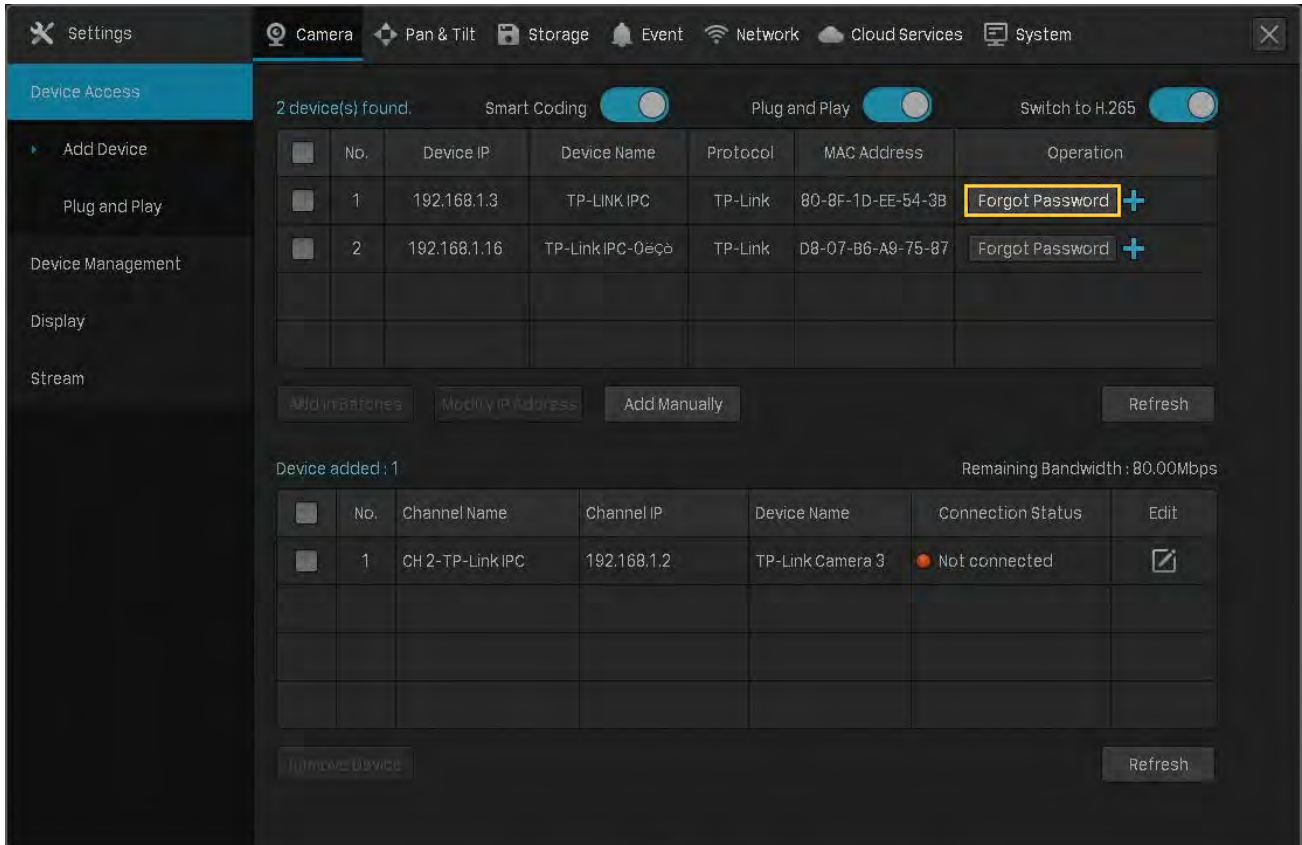 Settings
Camera Pan & Tilt Storage Event Network Cloud Services System
Device Access
Add Device
Plug and Play
Device Management
Display
Stream
2 device(s) found. Smart Coding Plug and Play Switch to H.265
No. Device IP Device Name Protocol MAC Address Operation
1 192.168.1.3 TP-LINK IPC TP-Link 80-8F-1D-EE-54-3B Forgot Password
2 192.168.1.16 TP-Link IPC-0ëçò TP-Link D8-07-B6-A9-75-87 Forgot Password
Add in Batches Modify IP Address Add Manually Refresh
Device added : 1 Remaining Bandwidth : 80.00Mbps
No. Channel Name Channel IP Device Name Connection Status Edit
1 CH 2-TP-Link IPC 192.168.1.2 TP-Link Camera 3 Not connected
Remove Device Refresh